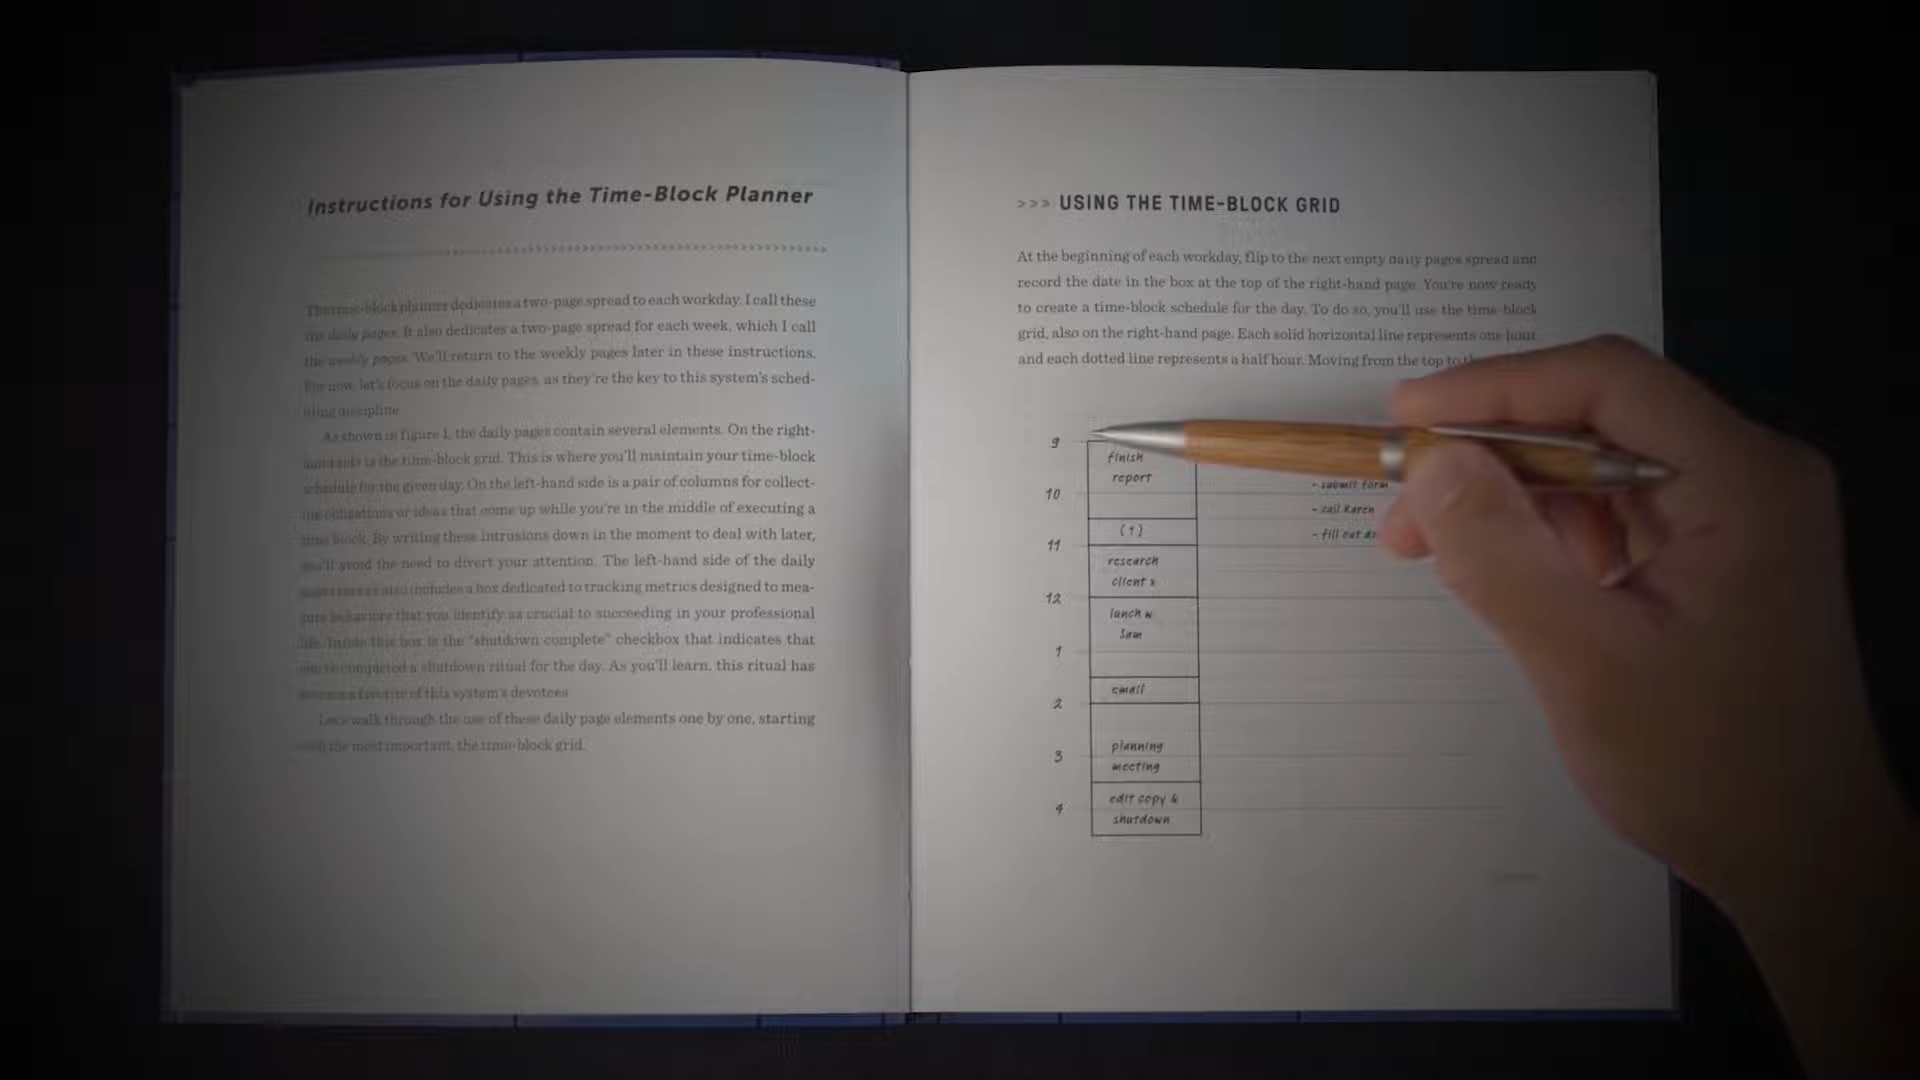 Instructions for Using the Time-Block Planner
The time-block planner dedicates a two-page spread to each workday. I call these
the daily pages. It also dedicates a two-page spread for each week, which I call
the weekly pages. We'll return to the weekly pages later in these instructions.
For now, let's focus on the daily pages, as they're the key to this system's sched-
uling discipline.
As shown in figure 1, the daily pages contain several elements. On the right-
hand side is the time-block grid. This is where you'll maintain your time-block
schedule for the given day. On the left-hand side is a pair of columns for collect-
ing obligations or ideas that come up while you're in the middle of executing a
time block. By writing these intrusions down in the moment to deal with later,
you'll avoid the need to divert your attention. The left-hand side of the daily
also includes a box dedicated to tracking metrics designed to mea-
sure behaviors that you identify as crucial to succeeding in your professional
life. Inside this box is the "shutdown complete" checkbox that indicates that
you've completed a shutdown ritual for the day. As you'll learn, this ritual has
become a favorite of this system's devotees.
Let's walk through the use of these daily page elements one by one, starting
with the most important, the time-block grid.
>>> USING THE TIME-BLOCK GRID
At the beginning of each workday, flip to the next empty daily pages spread and
record the date in the box at the top of the right-hand page. You're now ready
to create a time-block schedule for the day. To do so, you'll use the time-block
grid, also on the right-hand page. Each solid horizontal line represents one hour
and each dotted line represents a half hour. Moving from the top to
9
finish
report
- submit form
10
- call Karen
(1)
- fill out
11
research
client x
12
lunch w
Sam
1
email
2
planning
3
meeting
edit copy &
4
shutdown